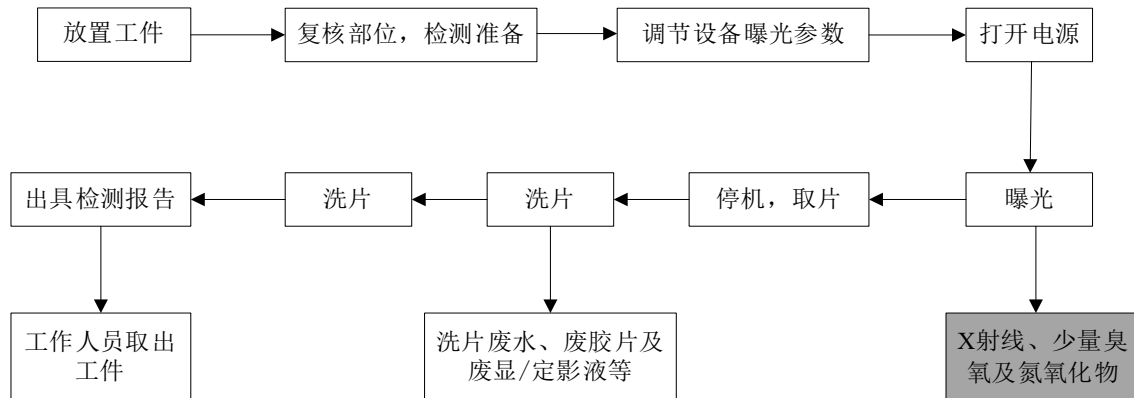 放置工件
复核部位，检测准备
调节设备曝光参数
打开电源
出具检测报告
洗片
洗片
停机，取片
曝光
工作人员取出
工件
洗片废水、废胶片及
废显/定影液等
X射线、少量臭
氧及氮氧化物